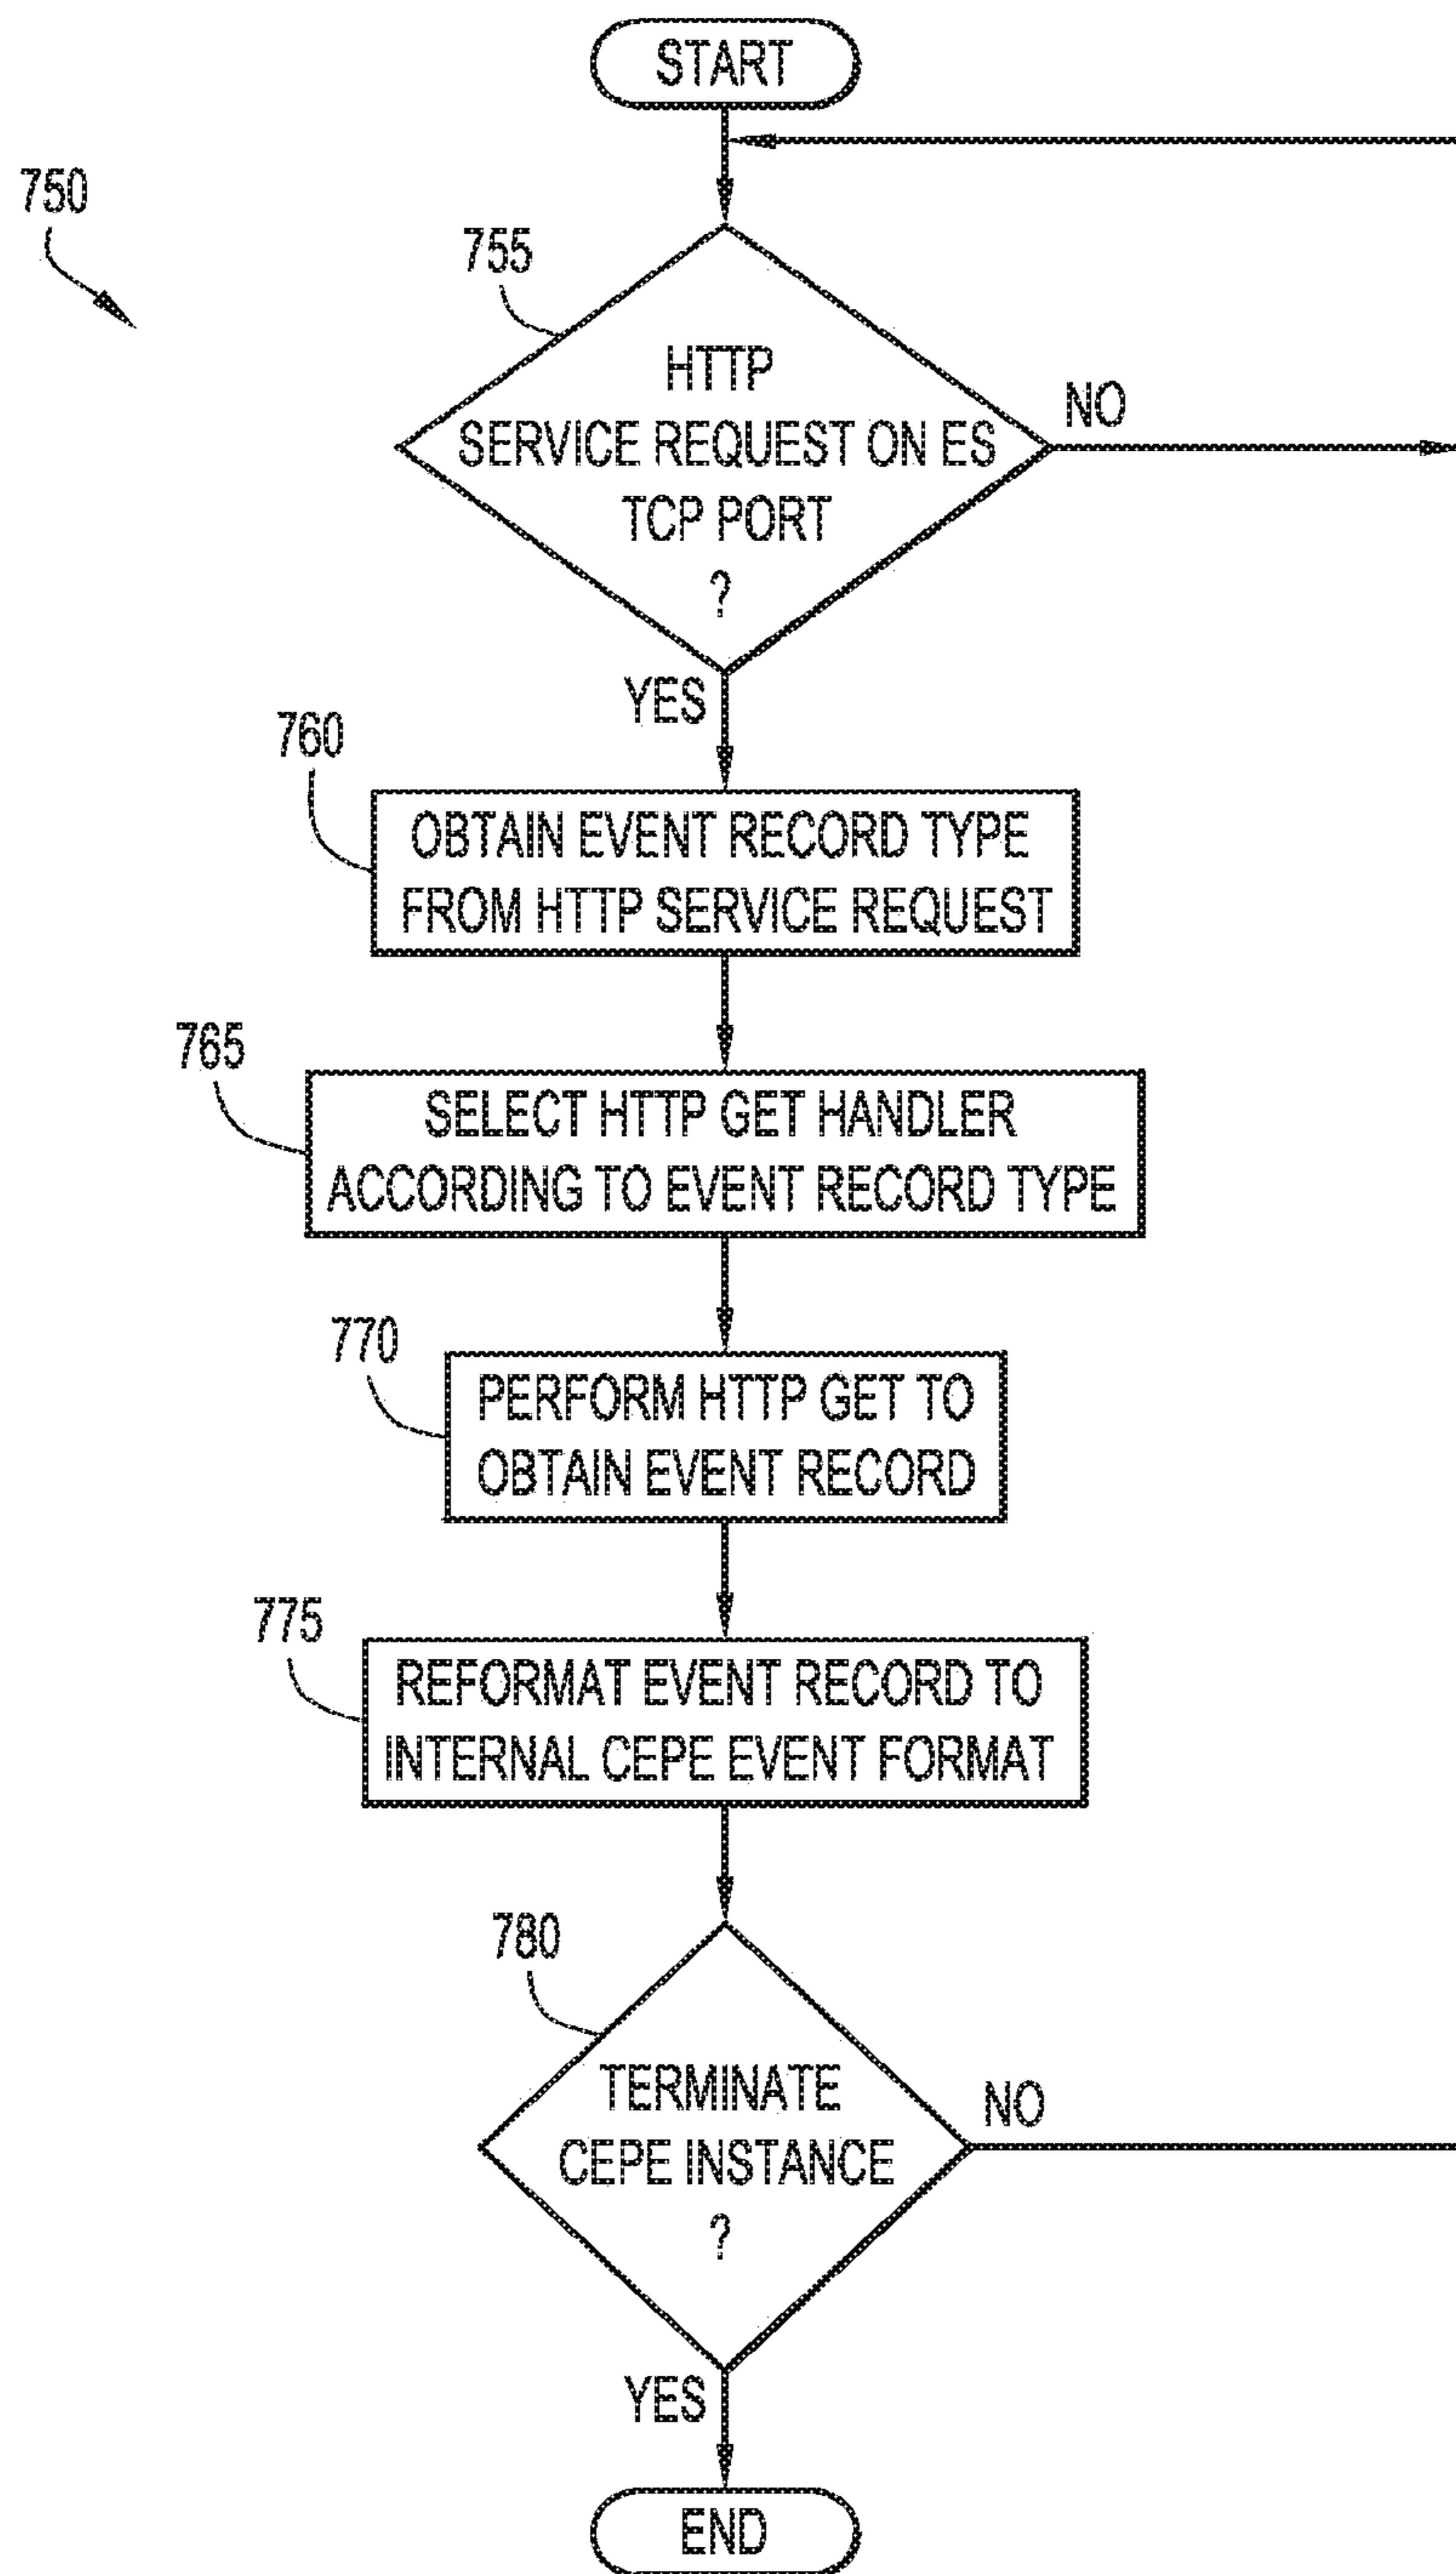 START
750
755
HTTP
SERVICE REQUEST ON ES
TCP PORT
?
NO
YES
760
OBTAIN EVENT RECORD TYPE
FROM HTTP SERVICE REQUEST
765
SELECT HTTP GET HANDLER
ACCORDING TO EVENT RECORD TYPE
770
PERFORM HTTP GET TO
OBTAIN EVENT RECORD
775
REFORMAT EVENT RECORD TO
INTERNAL CEPE EVENT FORMAT
780
TERMINATE
CEPE INSTANCE
?
NO
YES
END